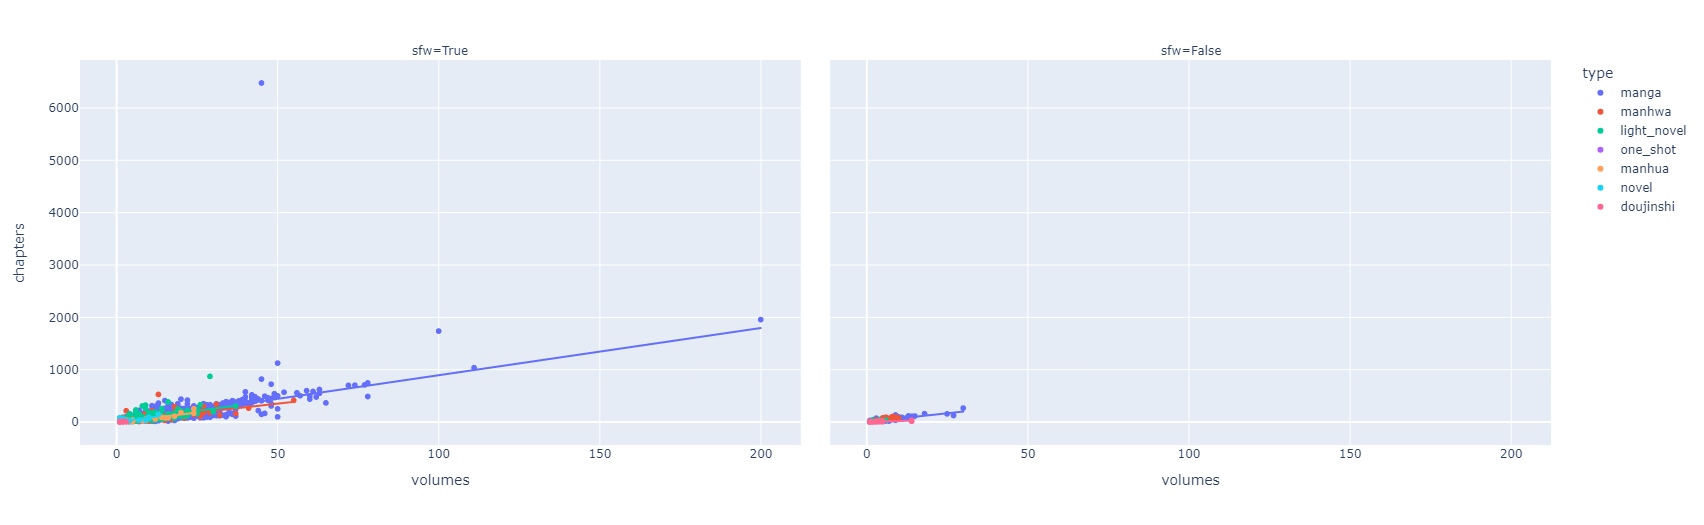 sfw=True
sfw=False
type
manga
manhwa
light_novel
one_shot
manhua
novel
doujinshi
chapters
6000
5000
4000
3000
2000
1000
0
0 50 100 150 200
0 50 100 150 200
volumes
volumes